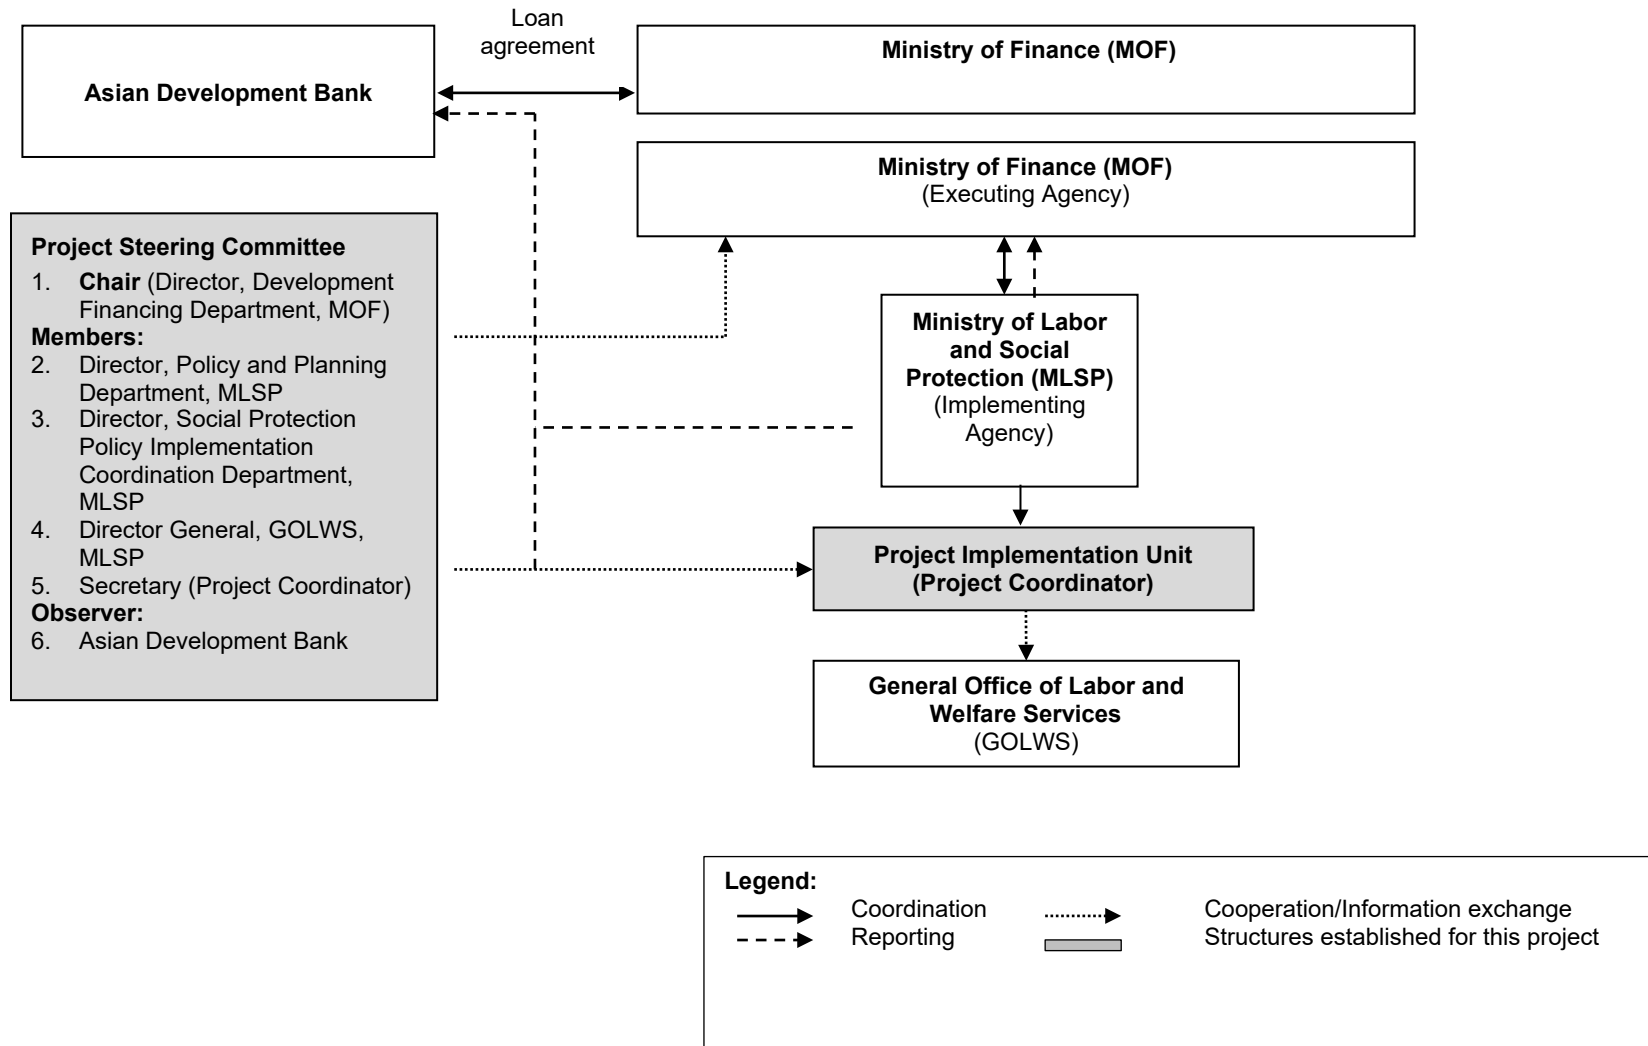 Loan
agreement
Asian Development Bank
Ministry of Finance (MOF)
Ministry of Finance (MOF)
(Executing Agency)
Project Steering Committee
1. Chair (Director, Development
Financing Department, MOF)
Members:
2. Director, Policy and Planning
Department, MLSP
3. Director, Social Protection
Policy Implementation
Coordination Department,
MLSP
4. Director General, GOLWS,
MLSP
5. Secretary (Project Coordinator)
Observer:
6. Asian Development Bank
Ministry of Labor
and Social
Protection (MLSP)
(Implementing
Agency)
Project Implementation Unit
(Project Coordinator)
General Office of Labor and
Welfare Services
(GOLWS)
Legend:
Coordination
Cooperation/Information exchange
Reporting
Structures established for this project